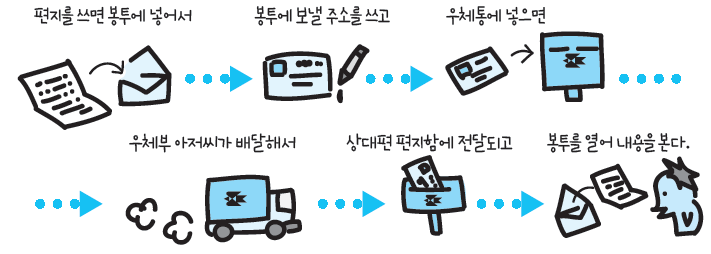 편지를 쓰면 봉투에 넣어서
봉투에 보낼 주소를 쓰고
우체통에 넣으면
우체부 아저씨가 배달해서
상대편 편지함에 전달되고
봉투를 열어 내용을 본다.